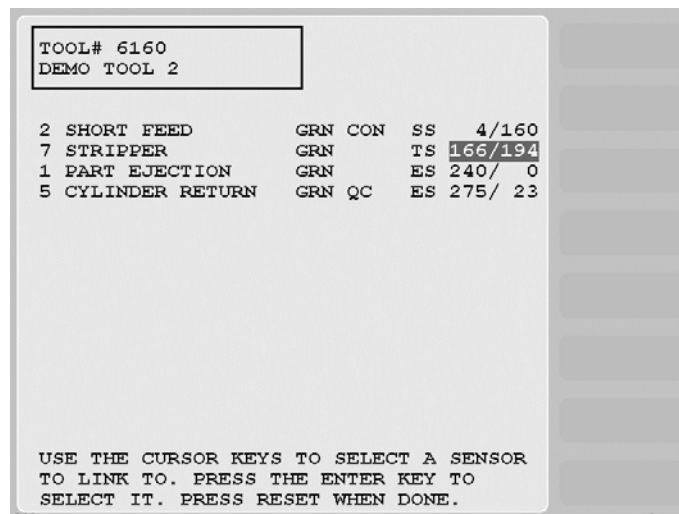 TOOL# 6160
DEMO TOOL 2
2 SHORT FEED GRN CON SS 4/160
7 STRIPPER GRN TS 166/194
1 PART EJECTION GRN ES 240/ 0
5 CYLINDER RETURN GRN QC ES 275/ 23
USE THE CURSOR KEYS TO SELECT A SENSOR
TO LINK TO. PRESS THE ENTER KEY TO
SELECT IT. PRESS RESET WHEN DONE.